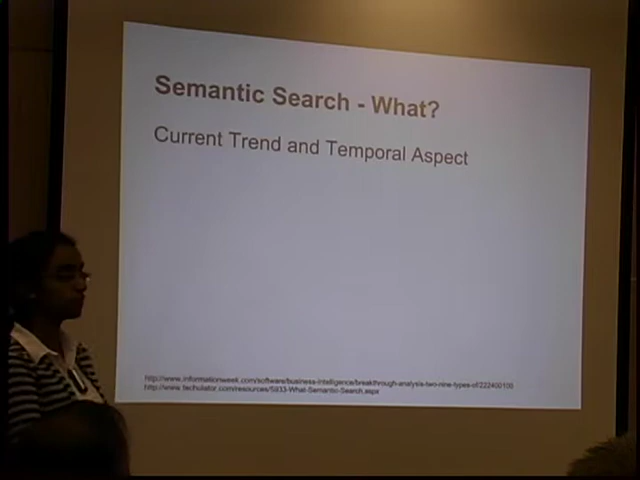 Semantic Search - What?
Current Trend and Temporal Aspect
http://www.informationweek.com/software/business-intelligence/breakthrough-analysis-two-nine-types-of/222400100
http://www.techulator.com/resources/5933-What-Semantic-Search.aspx